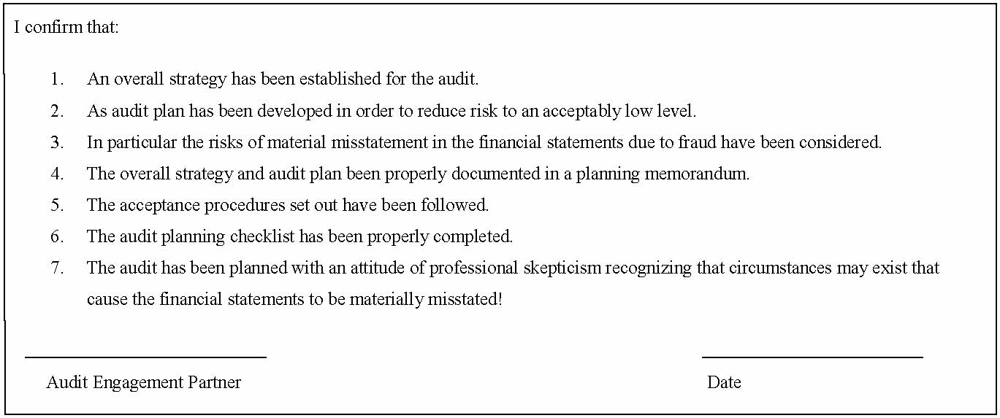 I confirm that:
1. An overall strategy has been established for the audit.
2. As audit plan has been developed in order to reduce risk to an acceptably low level.
3. In particular the risks of material misstatement in the financial statements due to fraud have been considered.
4. The overall strategy and audit plan been properly documented in a planning memorandum.
5. The acceptance procedures set out have been followed.
6. The audit planning checklist has been properly completed.
7. The audit has been planned with an attitude of professional skepticism recognizing that circumstances may exist that
cause the financial statements to be materially misstated!
Audit Engagement Partner Date